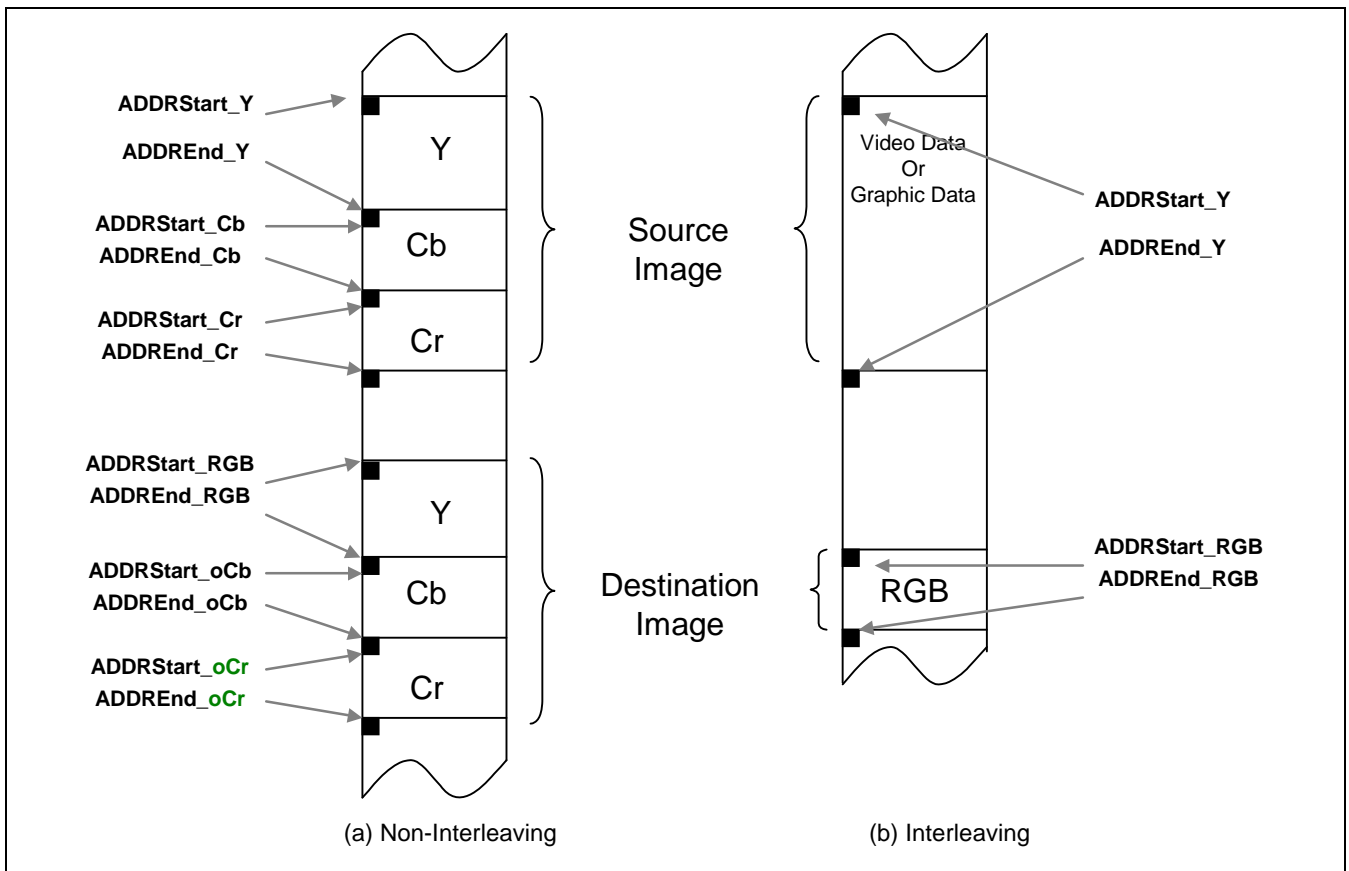 ADDRStart_Y
ADDREnd_Y
ADDRStart_Cb
ADDREnd_Cb
ADDRStart_Cr
ADDREnd_Cr
ADDRStart_RGB
ADDREnd_RGB
ADDRStart_oCb
ADDREnd_oCb
ADDRStart_oCr
ADDREnd_oCr
Y
Cb
Cr
Y
Cb
Cr
(a) Non-Interleaving
Source
Image
Destination
Image
Video Data
Or
Graphic Data
RGB
ADDRStart_Y
ADDREnd_Y
ADDRStart_RGB
ADDREnd_RGB
(b) Interleaving